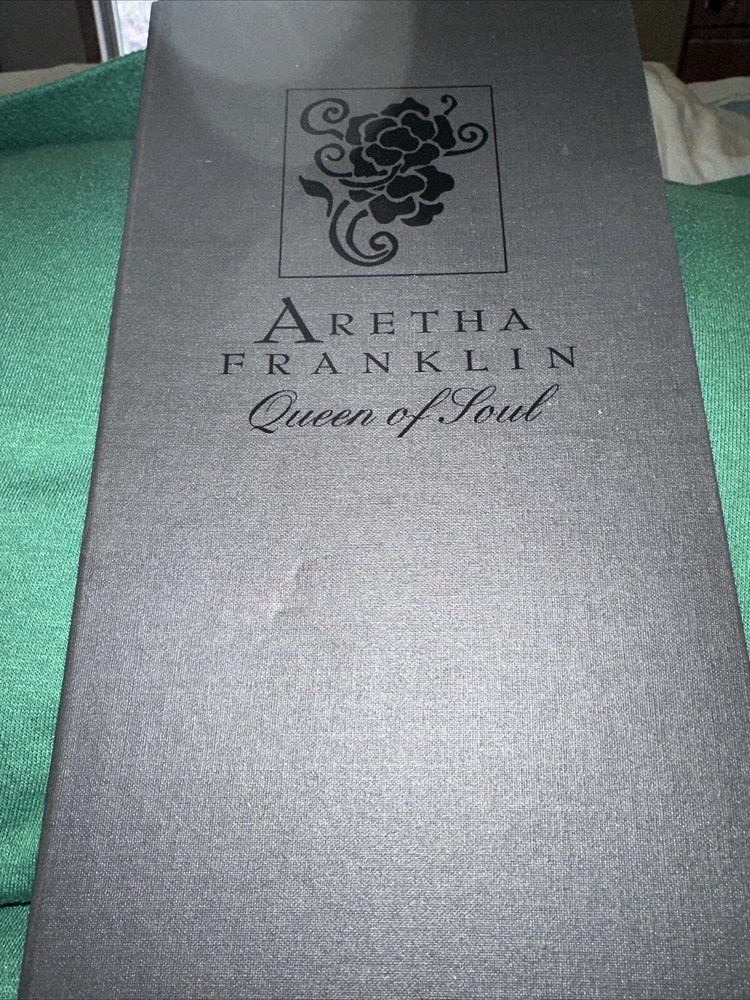 ARETHA
FRANKLIN
Queen of Soul